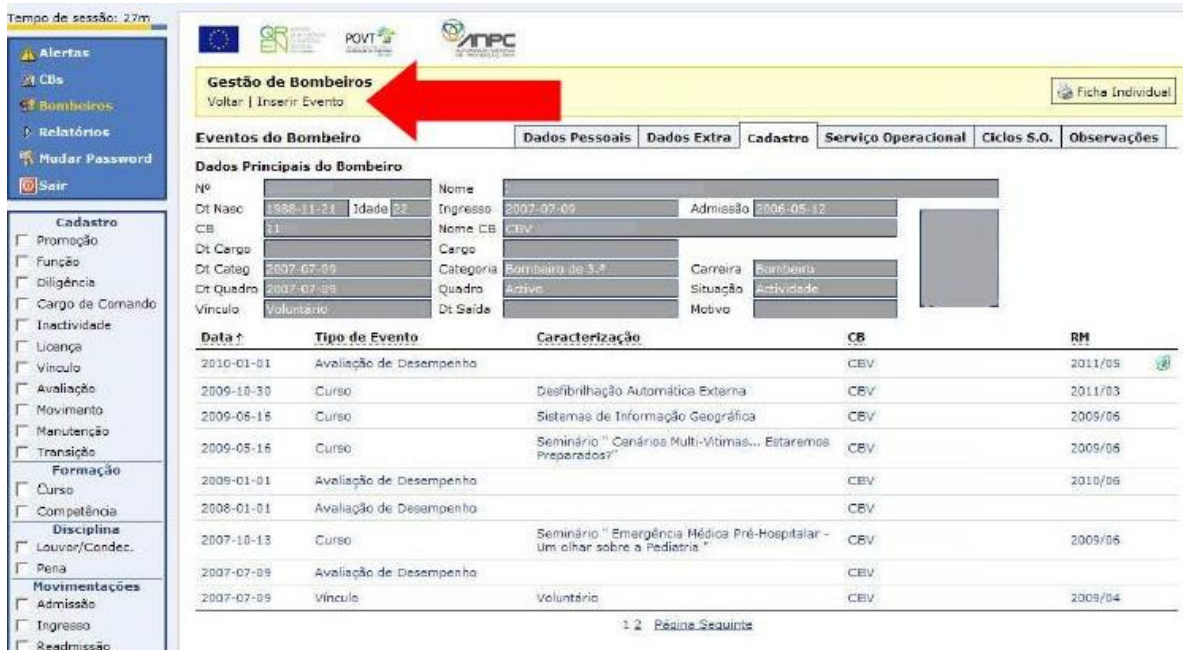 Tempo de sessão: 27m
Alertas
CBs
Bombeiros
Relatórios
Mudar Password
Sair
Cadastro
Promoção
Função
Diligência
Cargo de Comando
Inactividade
Licença
Vinculo
Avaliação
Movimento
Manutenção
Transição
Formação
Curso
Competência
Disciplina
Louvor/Condec.
Pena
Movimentações
Admissão
Ingresso
Readmissão
QREN POVT ANPC
Gestão de Bombeiros
Voltar | Inserir Evento
Ficha Individual
Eventos do Bombeiro Dados Pessoais Dados Extra Cadastro Serviço Operacional Ciclos S.O. Observações
Dados Principais do Bombeiro
Nº Nome
Dt Nasc 1988-11-21 Idade 22 Ingresso 2007-07-09 Admissão 2006-05-12
CB 11 Nome CB CBV
Dt Cargo Cargo
Dt Categ 2007-07-09 Categoria Bombeiro de 3.ª Carreira Bombeiro
Dt Quadro 2007-07-09 Quadro Activo Situação Actividade
Vinculo Voluntário Dt Saída Motivo
Data ↑ Tipo de Evento Caracterização CB RM
2010-01-01 Avaliação de Desempenho CBV 2011/05
2009-10-30 Curso Desfibrilhação Automática Externa CBV 2011/03
2009-06-16 Curso Sistemas de Informação Geográfica CBV 2009/06
2009-05-16 Curso Seminário " Cenários Multi-Vitimas... Estaremos
Preparados?" CBV 2009/06
2009-01-01 Avaliação de Desempenho CBV 2010/06
2008-01-01 Avaliação de Desempenho CBV
2007-10-13 Curso Seminário " Emergência Médica Pré-Hospitalar -
Um olhar sobre a Pediatria " CBV 2009/06
2007-07-09 Avaliação de Desempenho CBV
2007-07-09 Vínculo Voluntário CBV 2009/04
1 2 Página Seguinte